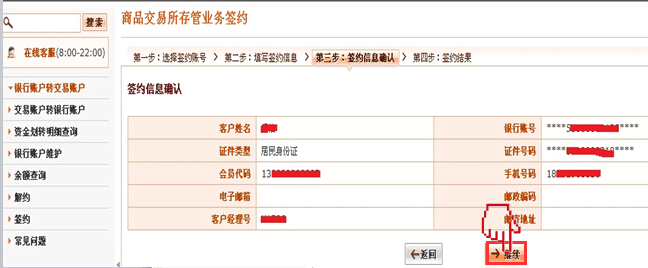 商品交易所存管业务签约
搜索
在线客服(8:00-22:00)
第一步：选择签约账号 > 第二步：填写签约信息 > 第三步：签约信息确认 > 第四步：签约结果
银行账户转交易账户
交易账户转银行账户
资金划转明细查询
银行账户维护
余额查询
解约
签约
常见问题
签约信息确认
客户姓名 银行账号 ****5 ****
证件类型 居民身份证 证件号码 **** ****
会员代码 13 手机号码 18
电子邮箱 邮政编码
客户经理号 地址
返回 继续